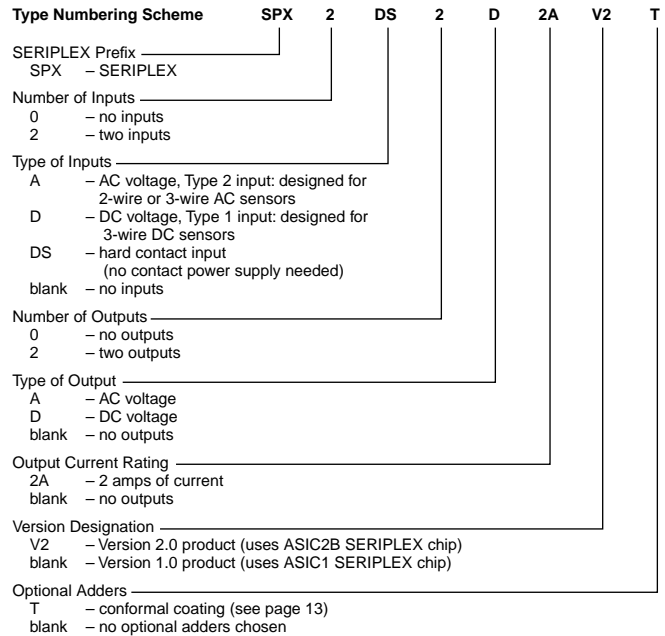 Type Numbering Scheme SPX 2 DS 2 D 2A V2 T
SERIPLEX Prefix
SPX – SERIPLEX
Number of Inputs
0 – no inputs
2 – two inputs
Type of Inputs
A – AC voltage, Type 2 input: designed for
2-wire or 3-wire AC sensors
D – DC voltage, Type 1 input: designed for
3-wire DC sensors
DS – hard contact input
(no contact power supply needed)
blank – no inputs
Number of Outputs
0 – no outputs
2 – two outputs
Type of Output
A – AC voltage
D – DC voltage
blank – no outputs
Output Current Rating
2A – 2 amps of current
blank – no outputs
Version Designation
V2 – Version 2.0 product (uses ASIC2B SERIPLEX chip)
blank – Version 1.0 product (uses ASIC1 SERIPLEX chip)
Optional Adders
T – conformal coating (see page 13)
blank – no optional adders chosen